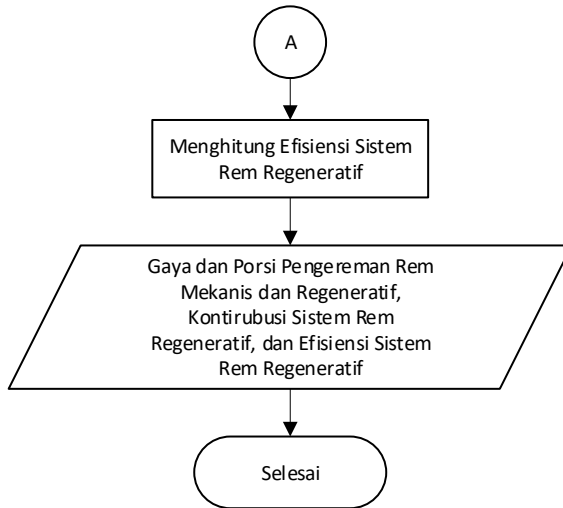 A
Menghitung Efisiensi Sistem
Rem Regeneratif
Gaya dan Porsi Pengereman Rem
Mekanis dan Regeneratif,
Kontirubusi Sistem Rem
Regeneratif, dan Efisiensi Sistem
Rem Regeneratif
Selesai